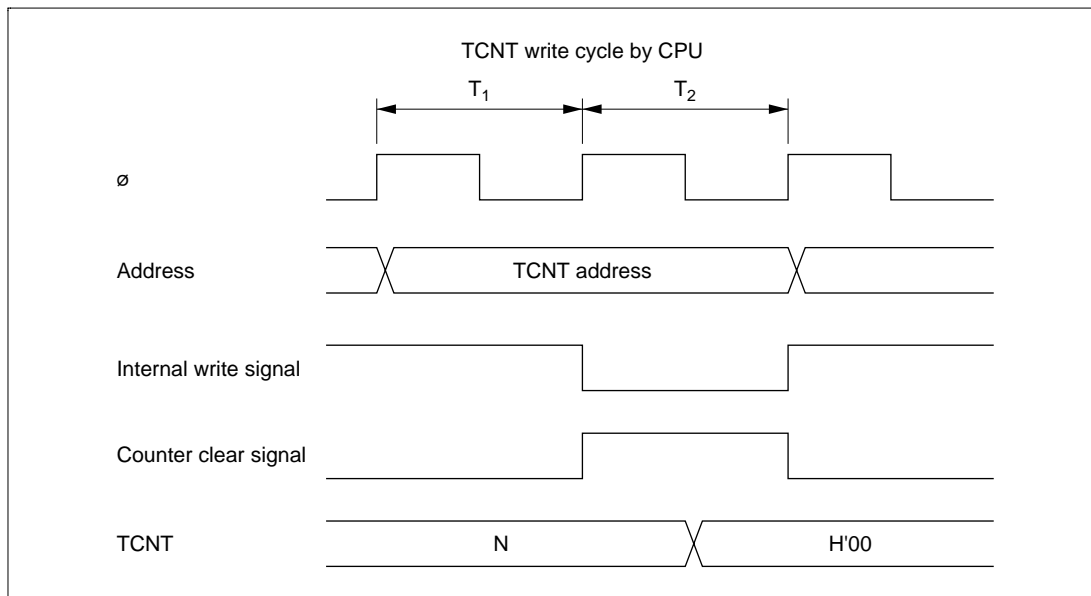 TCNT write cycle by CPU
T1 T2
ø
Address TCNT address
Internal write signal
Counter clear signal
TCNT N H'00